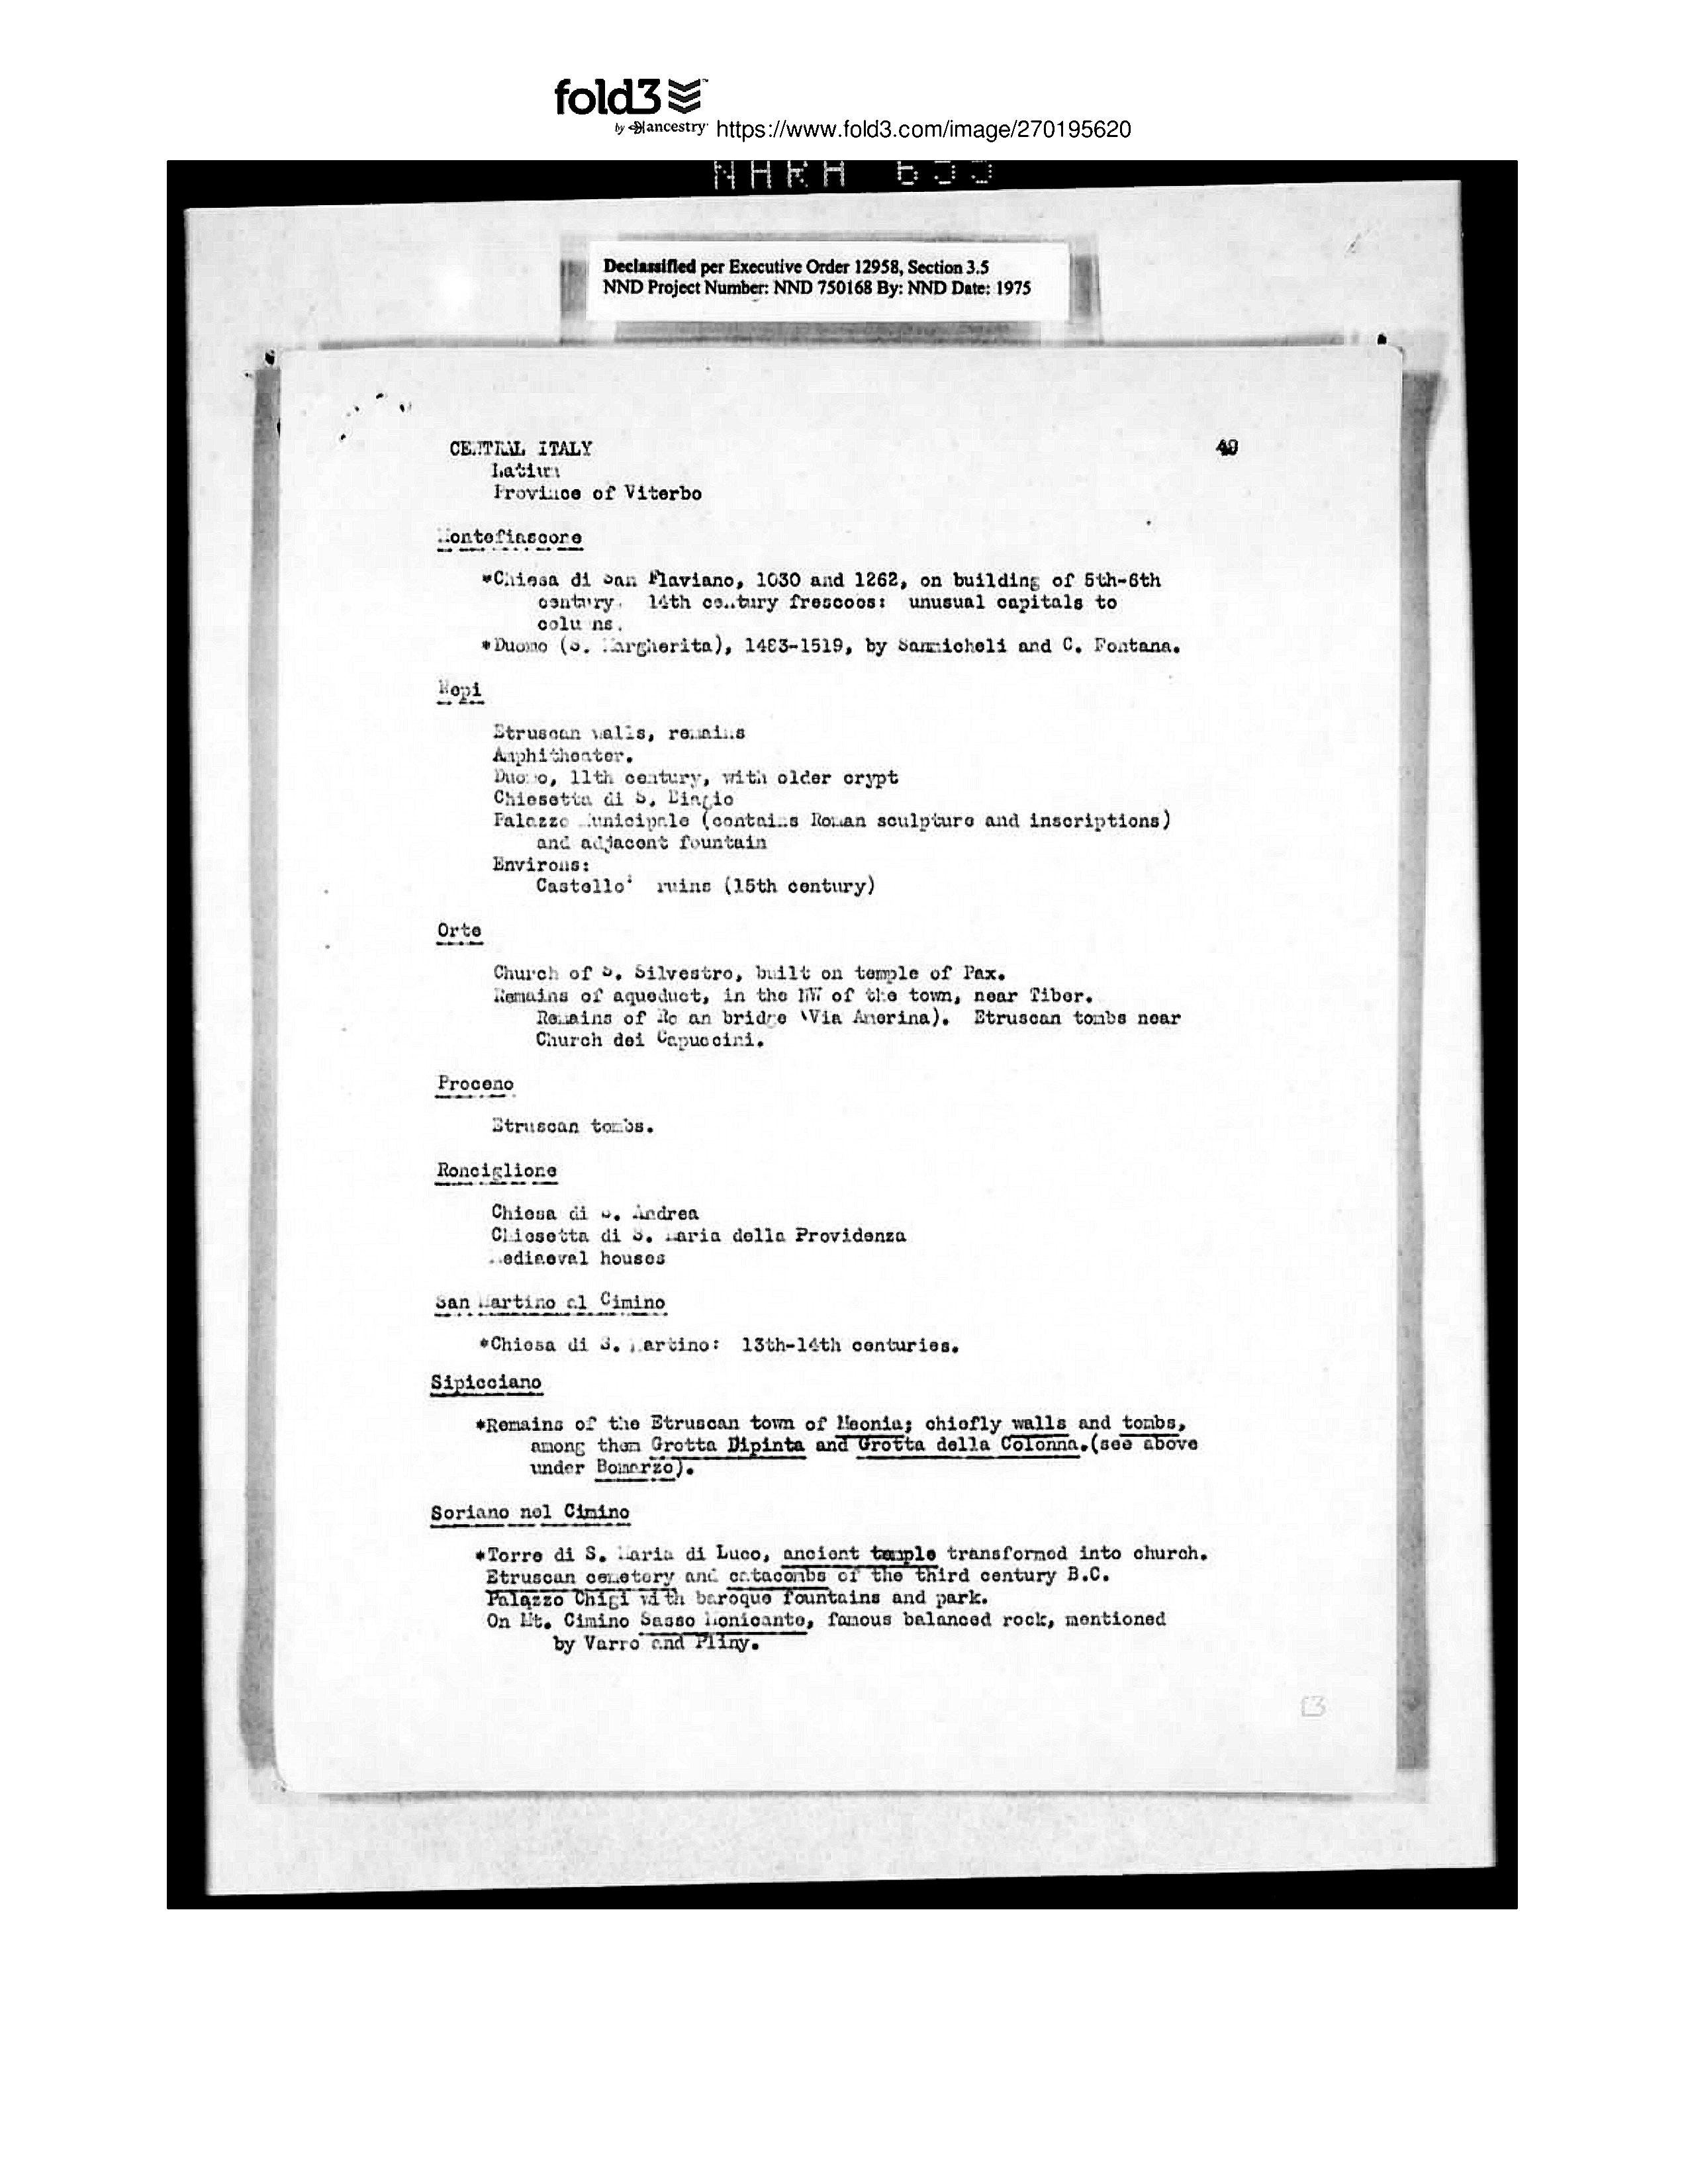 fold3
by ancestry https://www.fold3.com/image/270195620
NARA 655
Declassified per Executive Order 12958, Section 3.5
NND Project Number: NND 750168 By: NND Date: 1975
CENTRAL ITALY
Latium
Province of Viterbo
Montefiascone
*Chiesa di San Flaviano, 1030 and 1262, on building of 5th-6th
century. 14th century frescoes: unusual capitals to
columns.
*Duomo (S. Margherita), 1483-1519, by Sanmicheli and C. Fontana.
Nepi
Etruscan walls, remains
Amphitheater.
Duomo, 11th century, with older crypt
Chiesetta di S. Biagio
Palazzo Municipale (contains Roman sculpture and inscriptions)
and adjacent fountain
Environs:
Castello: ruins (15th century)
Orte
Church of S. Silvestro, built on temple of Pax.
Remains of aqueduct, in the NW of the town, near Tiber.
Remains of Roman bridge (Via Amerina). Etruscan tombs near
Church dei Capuccini.
Proceno
Etruscan tombs.
Ronciglione
Chiesa di S. Andrea
Chiesetta di S. Maria della Providenza
Mediaeval houses
San Martino al Cimino
*Chiesa di S. Martino: 13th-14th centuries.
Sipicciano
*Remains of the Etruscan town of Meonia; chiefly walls and tombs,
among them Grotta Dipinta and Grotta della Colonna.(see above
under Bomarzo).
Soriano nel Cimino
*Torre di S. Maria di Luco, ancient temple transformed into church.
Etruscan cemetery and catacombs of the third century B.C.
Palazzo Chigi with baroque fountains and park.
On Mt. Cimino Sasso Monicante, famous balanced rock, mentioned
by Varro and Pliny.
f3